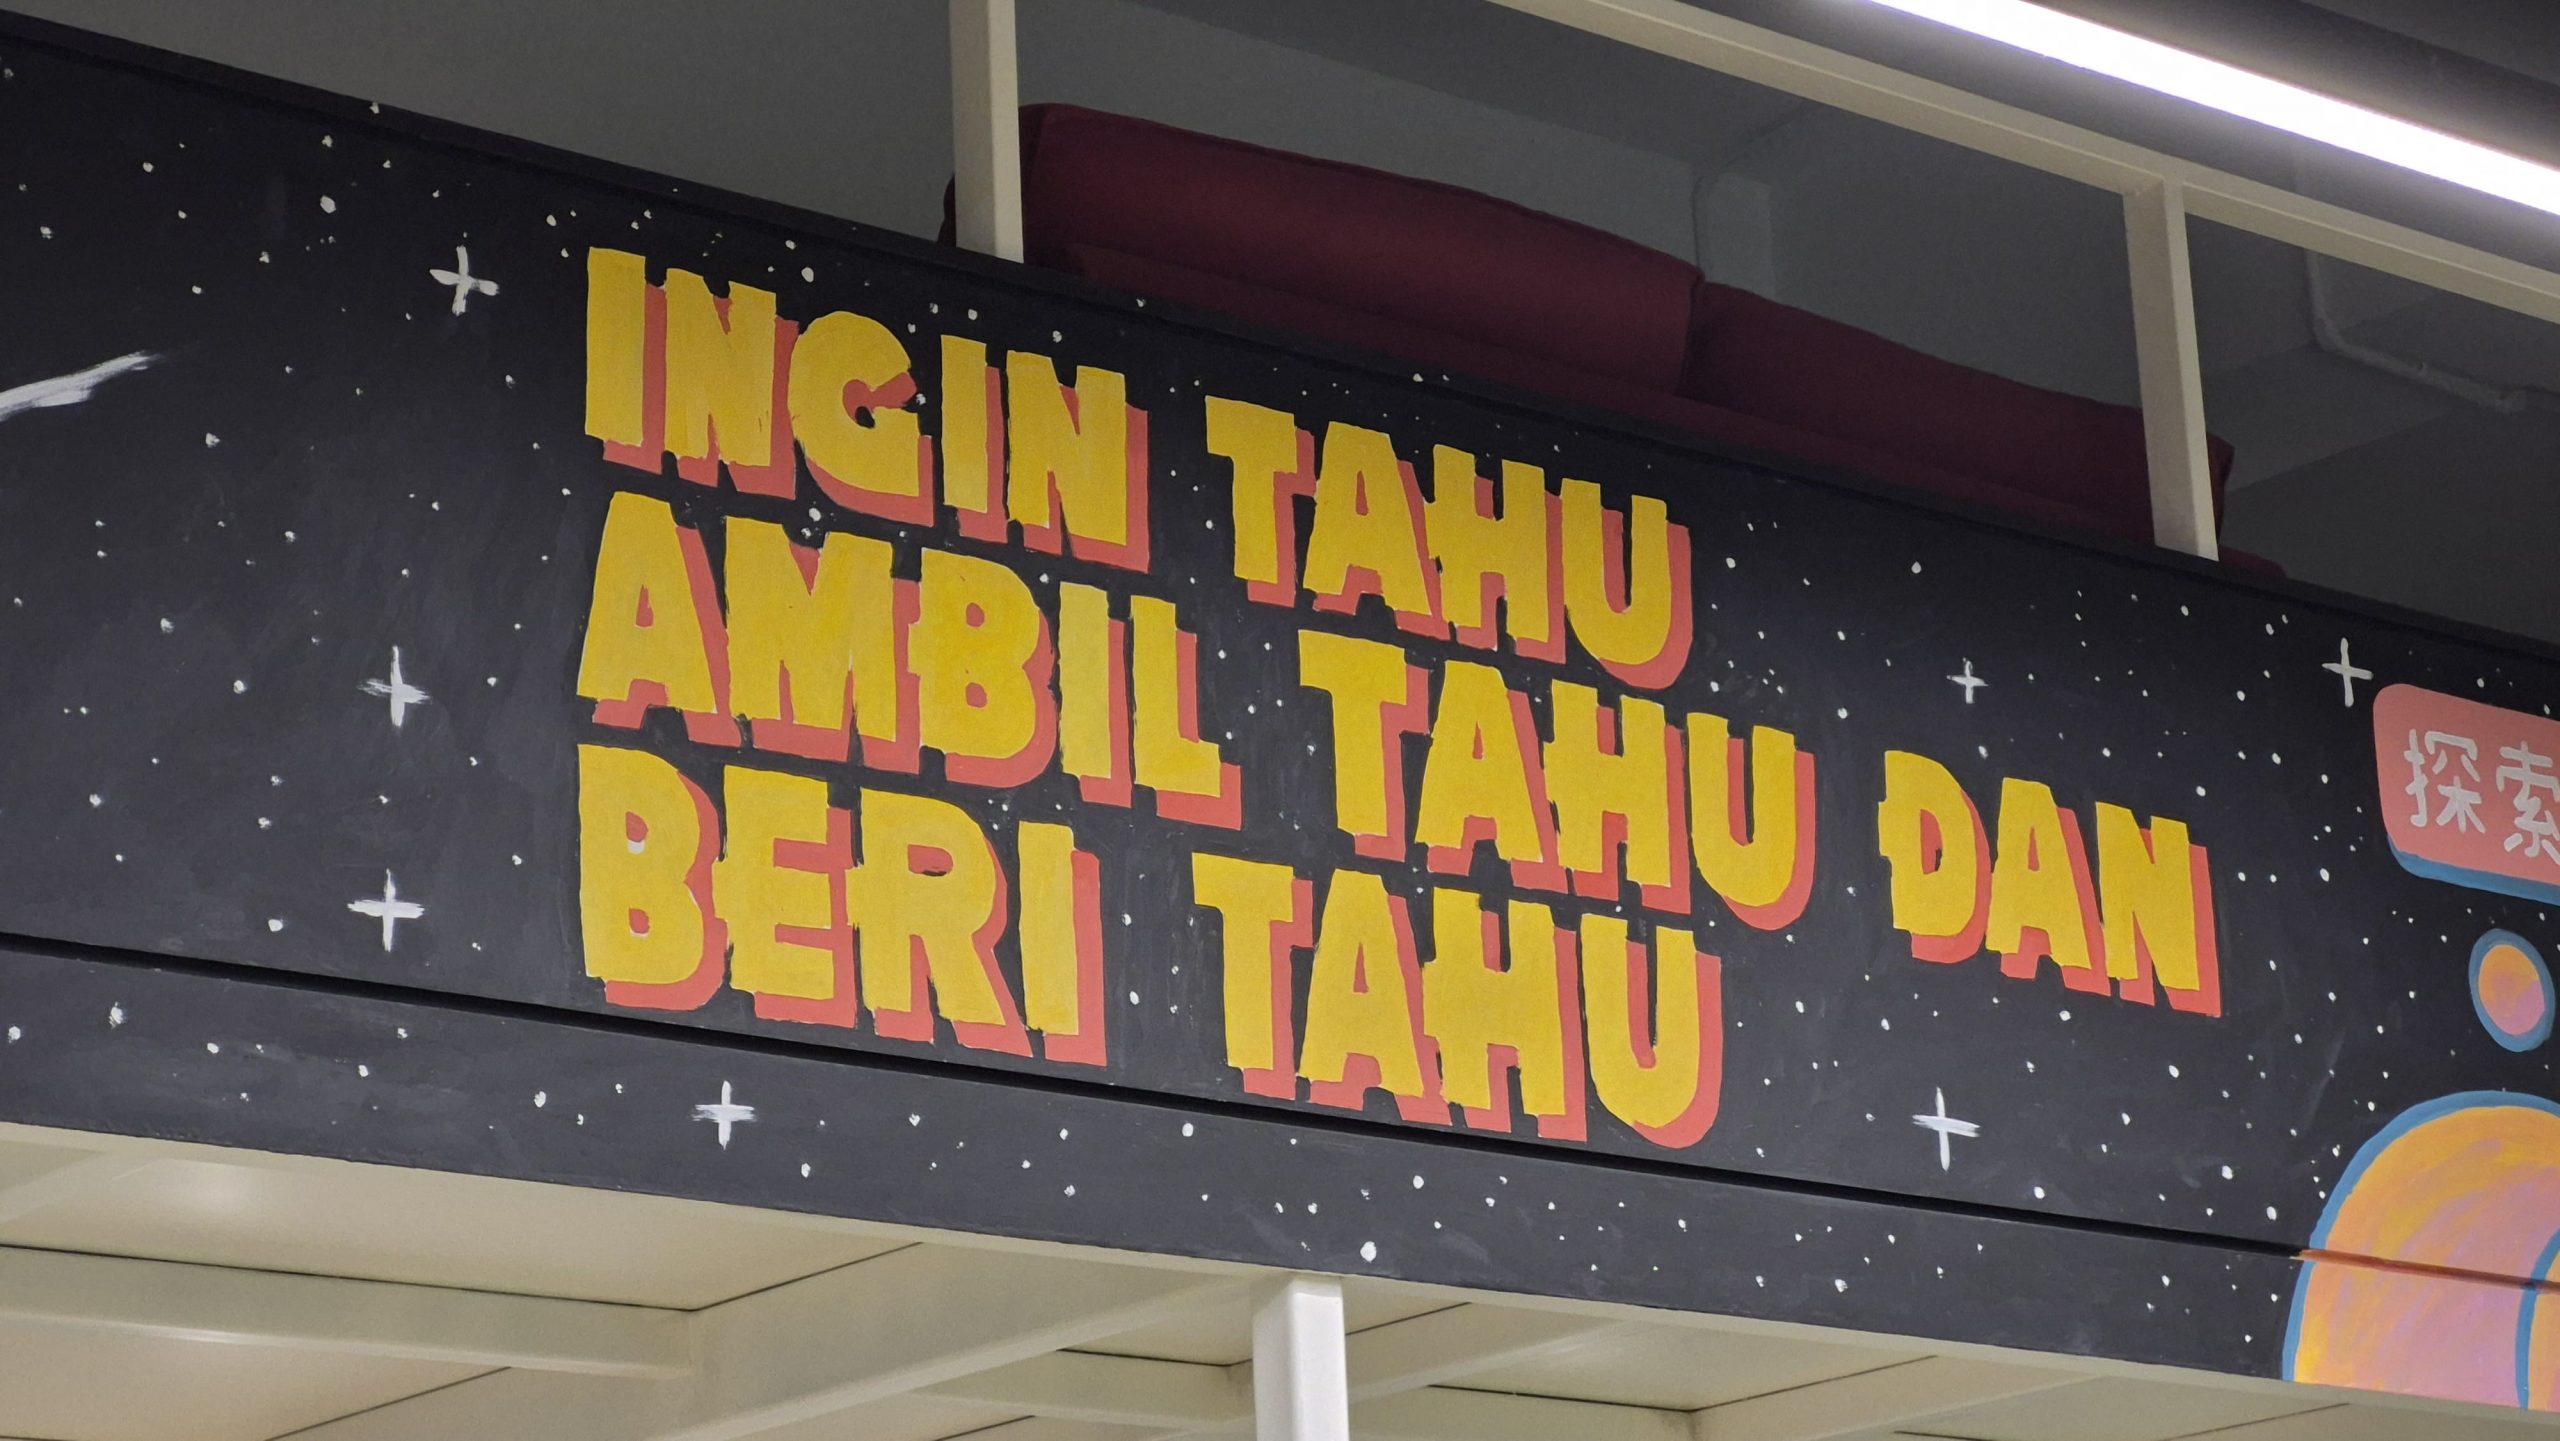 INGIN TAHU
AMBIL TAHU DAN
BERI TAHU
探索